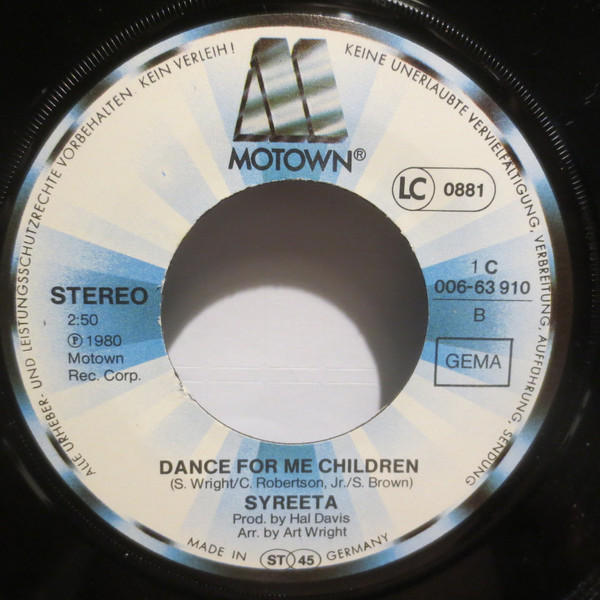 ALLE URHEBER- UND LEISTUNGSSCHUTZRECHTE VORBEHALTEN. KEIN VERLEIH! KEINE UNERLAUBTE VERVIELFÄLTIGUNG, VERBREITUNG, AUFFÜHRUNG, SENDUNG
MOTOWN®
LC 0881
STEREO
2:50
℗ 1980
Motown
Rec. Corp.
1 C
006-63 910
B
GEMA
DANCE FOR ME CHILDREN
(S. Wright/C. Robertson, Jr./S. Brown)
SYREETA
Prod. by Hal Davis
Arr. by Art Wright
MADE IN ST 45 GERMANY